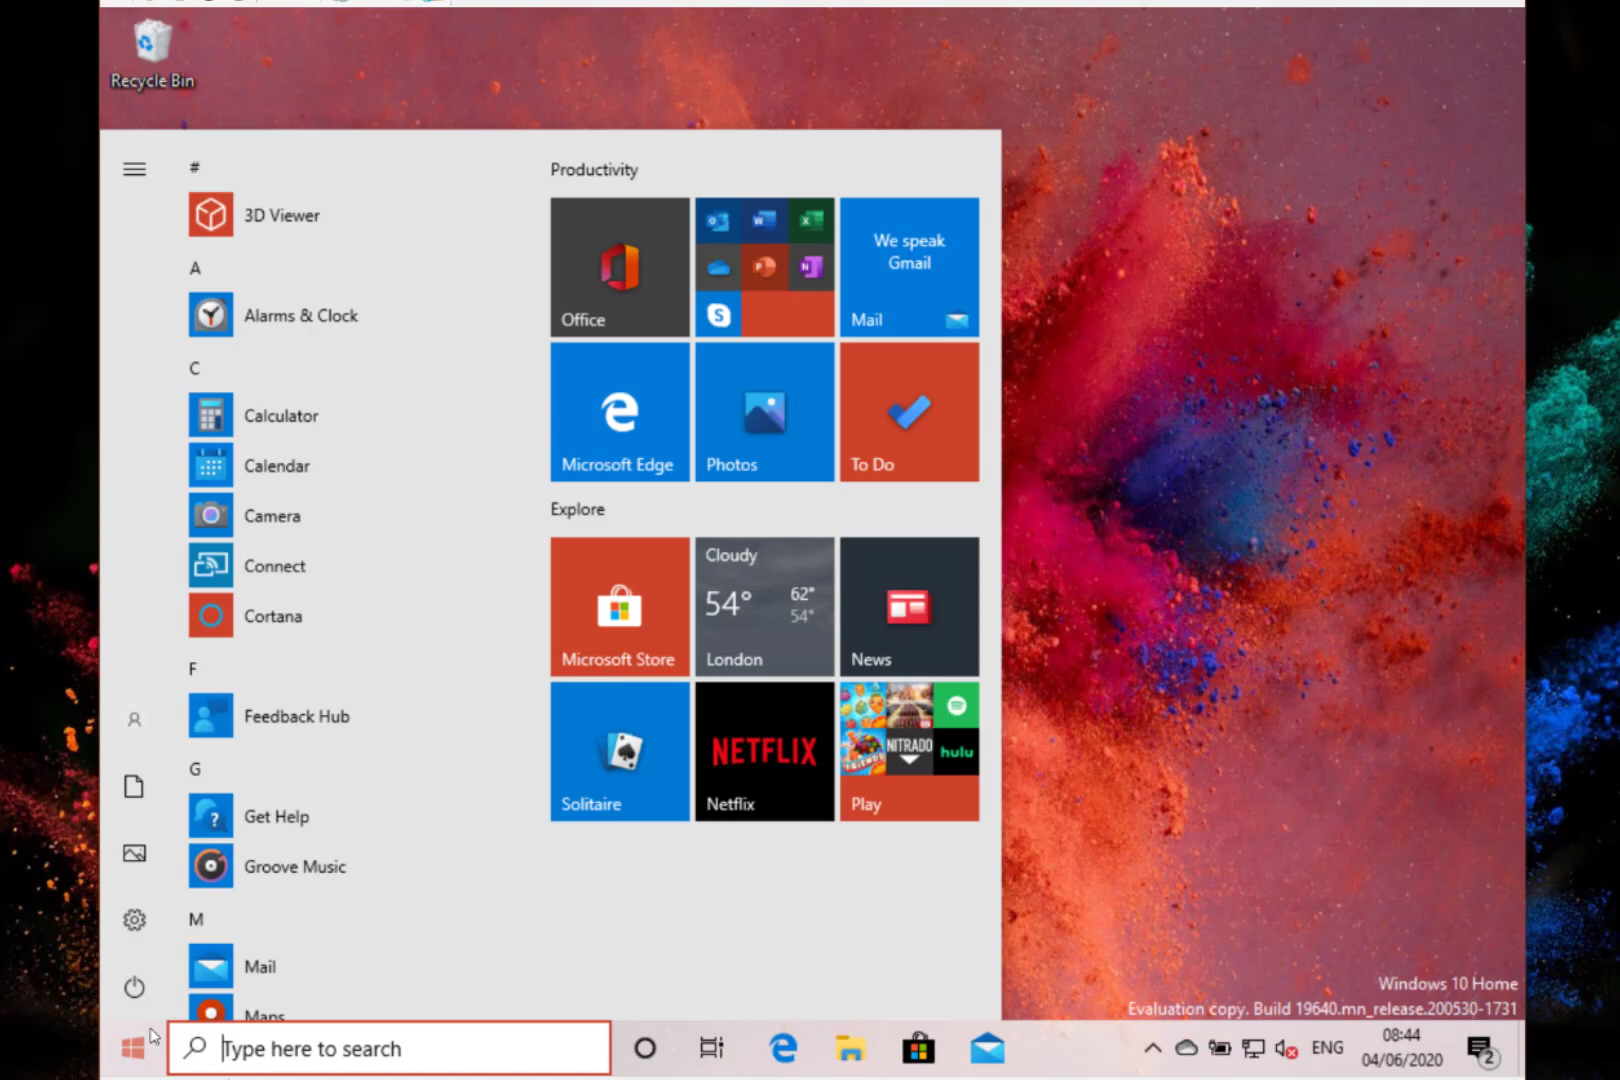 Recycle Bin
#
3D Viewer
A
Alarms & Clock
C
Calculator
Calendar
Camera
Connect
Cortana
F
Feedback Hub
G
Get Help
Groove Music
M
Mail
Maps
Productivity
Office
We speak
Gmail
Mail
Microsoft Edge
Photos
To Do
Explore
Microsoft Store
Cloudy
54°
62°
54°
London
News
Solitaire
NETFLIX
Netflix
NITRADO
hulu
Play
Windows 10 Home
Evaluation copy. Build 19640.mn_release.200530-1731
Type here to search
ENG
08:44
04/06/2020
2